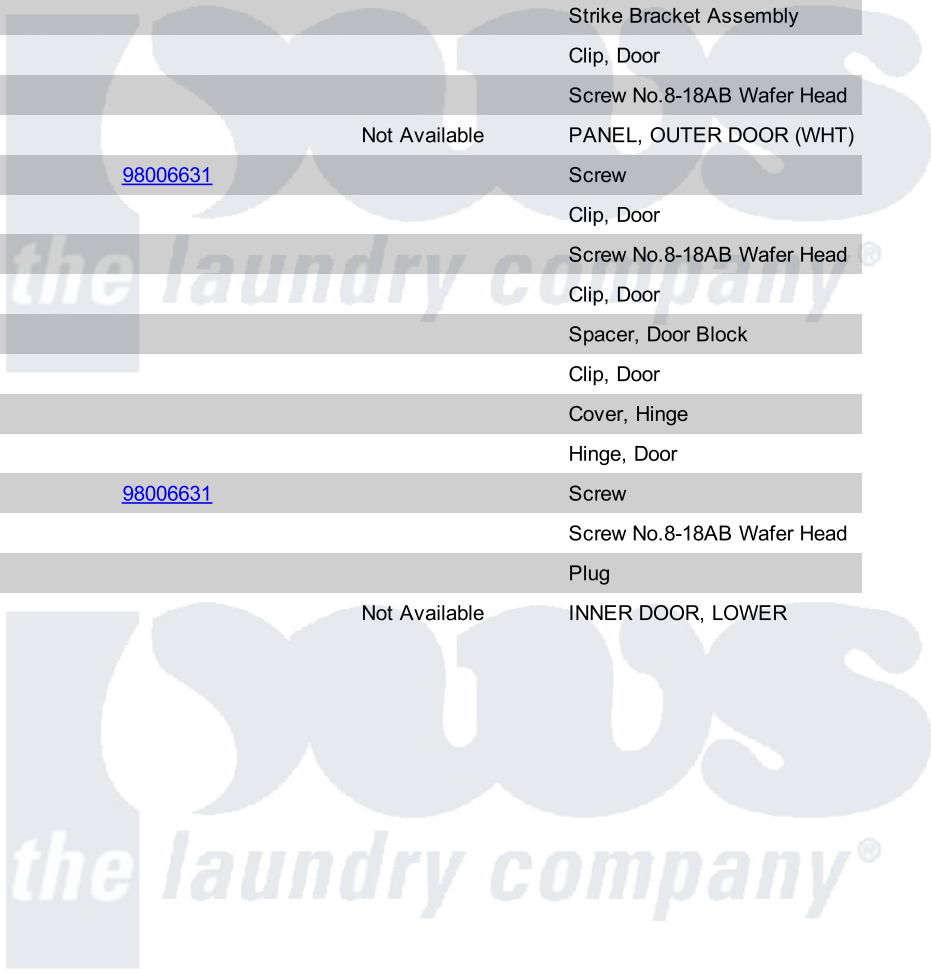 Strike Bracket Assembly
Clip, Door
Screw No.8-18AB Wafer Head
Not Available PANEL, OUTER DOOR (WHT)
98006631 Screw
Clip, Door
Screw No.8-18AB Wafer Head
Clip, Door
Spacer, Door Block
Clip, Door
Cover, Hinge
Hinge, Door
98006631 Screw
Screw No.8-18AB Wafer Head
Plug
Not Available INNER DOOR, LOWER
pws
the laundry company®
pws
the laundry company®